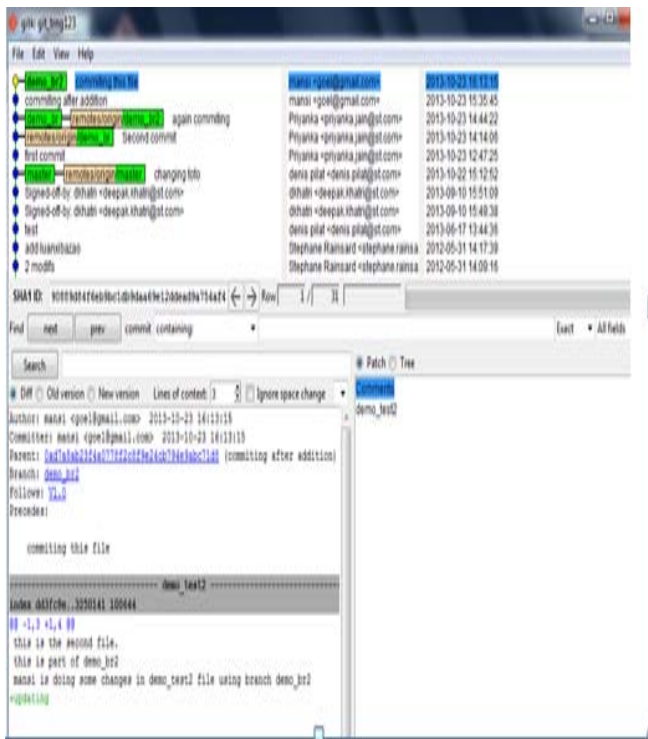 gitk: git_bmg123
File Edit View Help
demo_br2 commiting this file mansi <goel@gmail.com> 2013-10-23 16:13:15
commiting after addition mansi <goel@gmail.com> 2013-10-23 15:35:45
demo_br remotes/origin/demo_br2 again commiting Priyanka <priyanka.jain@st.com> 2013-10-23 14:44:22
remotes/origin/demo_br Second commit Priyanka <priyanka.jain@st.com> 2013-10-23 14:14:06
first commit Priyanka <priyanka.jain@st.com> 2013-10-23 12:47:25
master remotes/origin/master changing toto denis pilat <denis.pilat@st.com> 2013-10-22 15:12:52
Signed-off-by: dkhatri <deepak.khatri@st.com> dkhatri <deepak.khatri@st.com> 2013-09-10 15:51:09
Signed-off-by: dkhatri <deepak.khatri@st.com> dkhatri <deepak.khatri@st.com> 2013-09-10 15:49:38
test denis pilat <denis.pilat@st.com> 2013-06-17 13:44:36
add Stephane Rainsard <stephane.rainsa 2012-05-31 14:17:39
2 modifs Stephane Rainsard <stephane.rainsa 2012-05-31 14:09:16
SHA1 ID: Row 1 / 31
Find next prev commit containing: Exact All fields
Search
Patch Tree
Diff Old version New version Lines of context: 3 Ignore space change
Comments
demo_test2
Author: mansi <goel@gmail.com> 2013-10-23 16:13:15
Committer: mansi <goel@gmail.com> 2013-10-23 16:13:15
Parent: (commiting after addition)
Branch: demo_br2
Follows: V1.0
Precedes:
commiting this file
demo_test2
index dd3fc9e..3250141 100644
@@ -1,3 +1,4 @@
this is the second file.
this is part of demo_br2
mansi is doing some changes in demo_test2 file using branch demo_br2
+updating